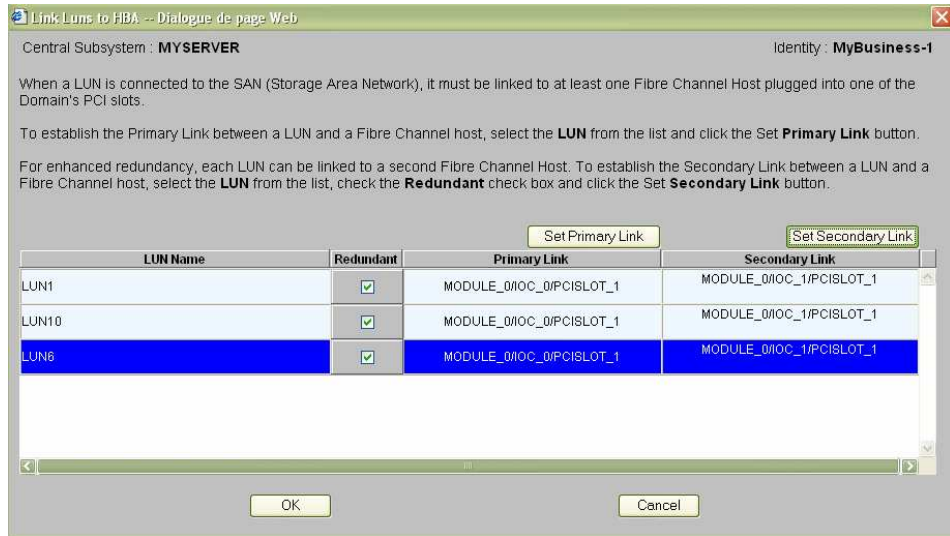 Link Luns to HBA -- Dialogue de page Web
Central Subsystem : MYSERVER Identity : MyBusiness-1
When a LUN is connected to the SAN (Storage Area Network), it must be linked to at least one Fibre Channel Host plugged into one of the
Domain's PCI slots.
To establish the Primary Link between a LUN and a Fibre Channel host, select the LUN from the list and click the Set Primary Link button.
For enhanced redundancy, each LUN can be linked to a second Fibre Channel Host. To establish the Secondary Link between a LUN and a
Fibre Channel host, select the LUN from the list, check the Redundant check box and click the Set Secondary Link button.
Set Primary Link Set Secondary Link
LUN Name Redundant Primary Link Secondary Link
LUN1 MODULE_0/IOC_0/PCISLOT_1 MODULE_0/IOC_1/PCISLOT_1
LUN10 MODULE_0/IOC_0/PCISLOT_1 MODULE_0/IOC_1/PCISLOT_1
LUN6 MODULE_0/IOC_0/PCISLOT_1 MODULE_0/IOC_1/PCISLOT_1
OK Cancel